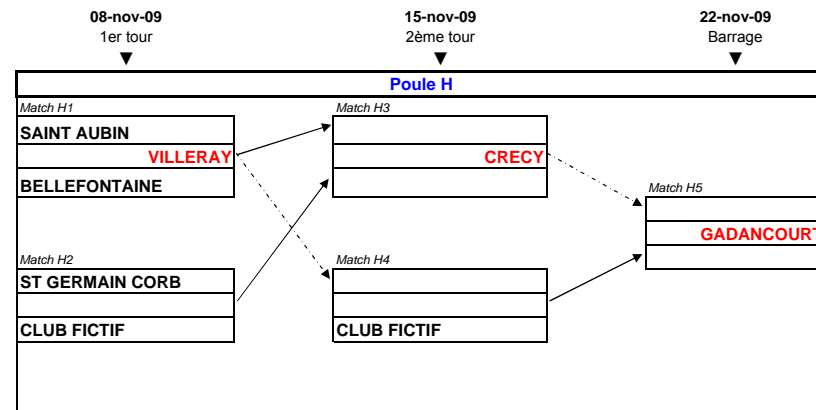 08-nov-09 15-nov-09 22-nov-09
1er tour 2ème tour Barrage
Poule H
Match H1 Match H3
SAINT AUBIN
VILLERAY CRECY
BELLEFONTAINE
Match H5
GADANCOURT
Match H2 Match H4
ST GERMAIN CORB
CLUB FICTIF CLUB FICTIF